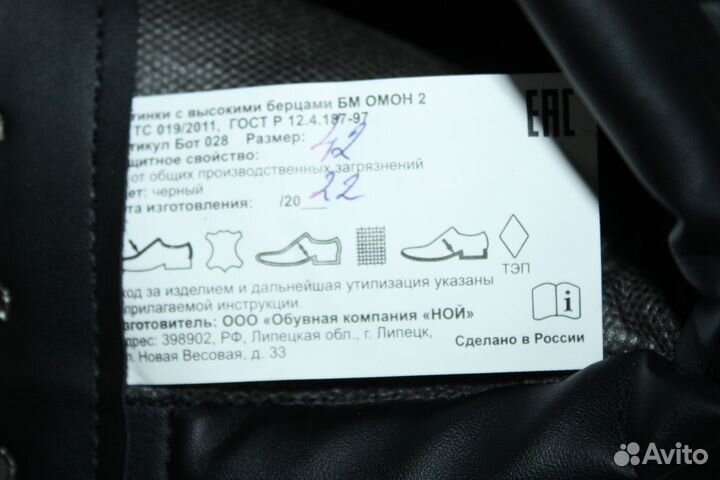 тинки с высокими берцами БМ ОМОН 2
ТС 019/2011, ГОСТ Р 12.4.187-97
тикул Бот 028 Размер: 42
щитное свойство:
от общих производственных загрязнений
ет: черный
та изготовления: /20 22
EAC
ТЭП
ход за изделием и дальнейшая утилизация указаны
прилагаемой инструкции.
зготовитель: ООО «Обувная компания «НОЙ»
дрес: 398902, РФ, Липецкая обл., г. Липецк,
л. Новая Весовая, д. 33
Сделано в России
i
Avito